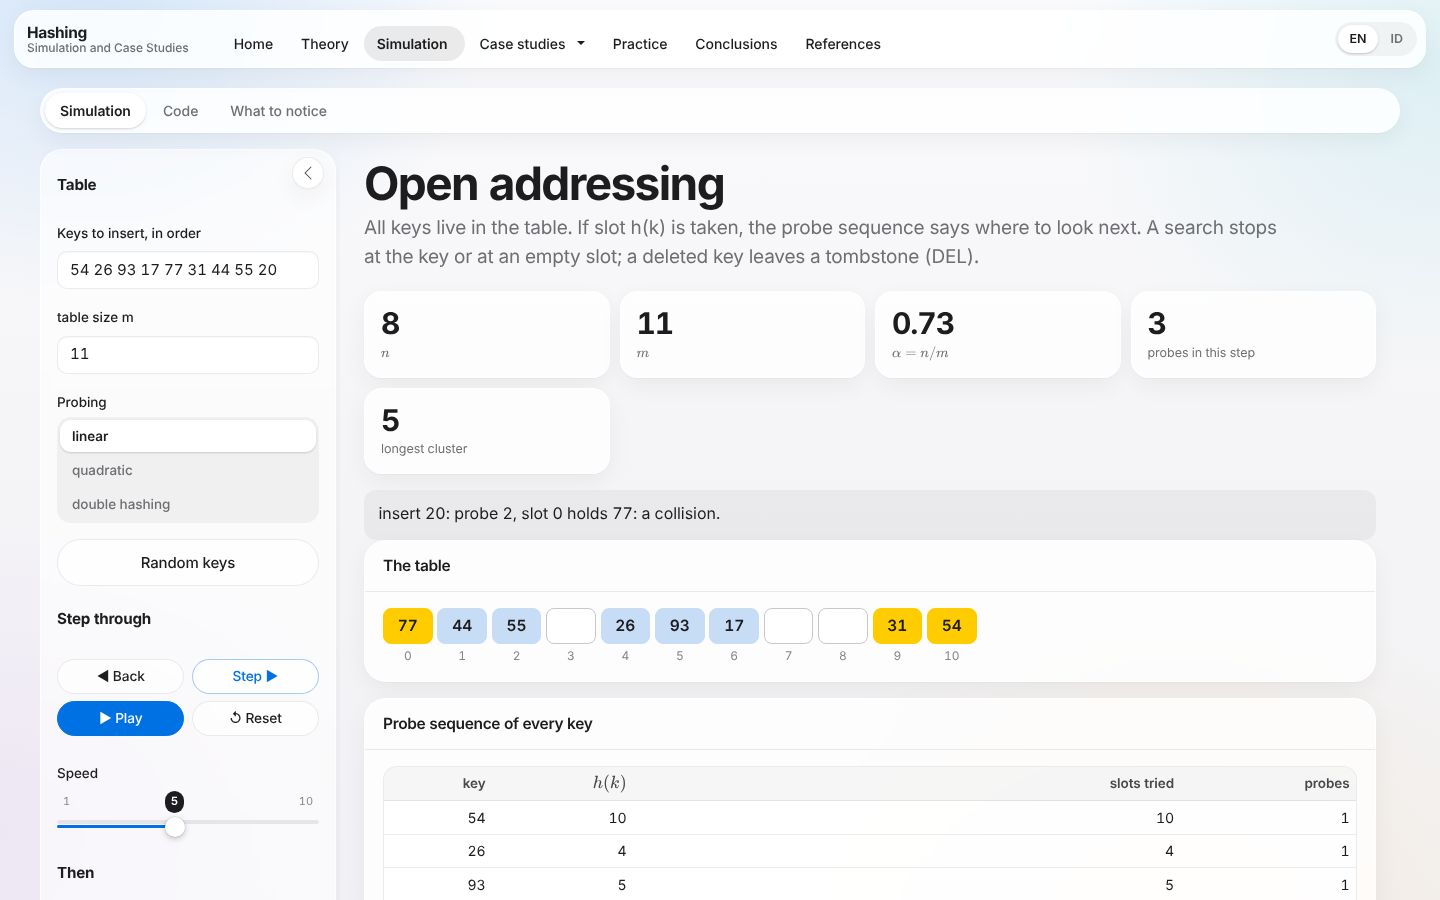 Hashing
Simulation and Case Studies
Home Theory Simulation Case studies Practice Conclusions References
EN ID
Simulation Code What to notice
Table
Keys to insert, in order
54 26 93 17 77 31 44 55 20
table size m
11
Probing
linear
quadratic
double hashing
Random keys
Step through
◀ Back Step ▶
▶ Play ↺ Reset
Speed
1 5 10
Then
Open addressing
All keys live in the table. If slot h(k) is taken, the probe sequence says where to look next. A search stops
at the key or at an empty slot; a deleted key leaves a tombstone (DEL).
8
n
11
m
0.73
α = n/m
3
probes in this step
5
longest cluster
insert 20: probe 2, slot 0 holds 77: a collision.
The table
77 44 55 26 93 17 31 54
0 1 2 3 4 5 6 7 8 9 10
Probe sequence of every key
key h(k) slots tried probes
54 10 10 1
26 4 4 1
93 5 5 1